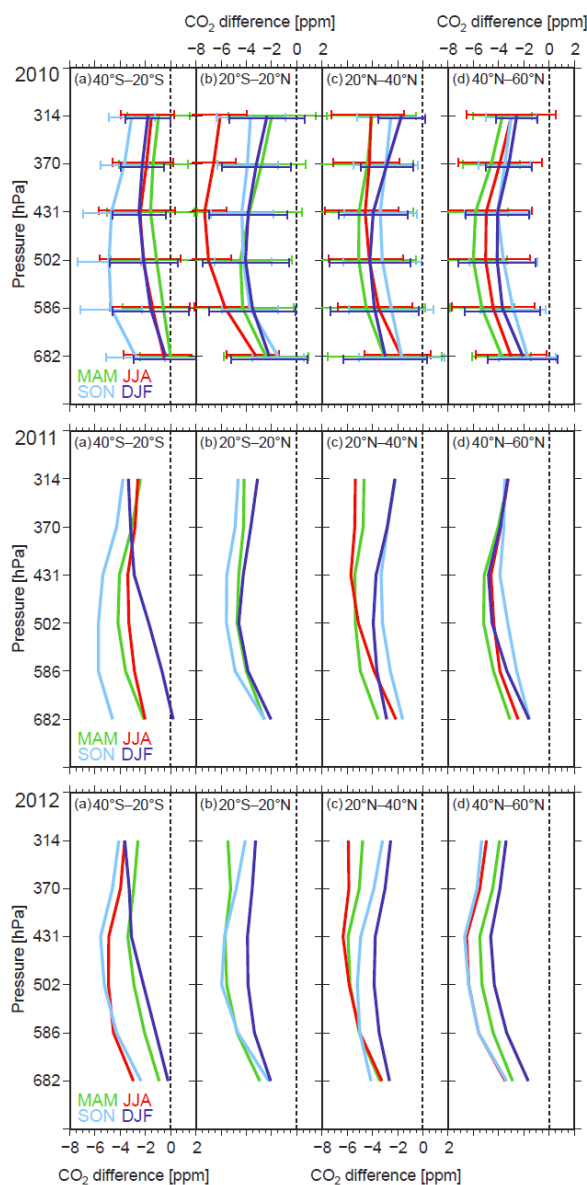 CO2 difference [ppm]
-8 -6 -4 -2 0 2 -8 -6 -4 -2 0 2
2010
(a) 40°S–20°S (b) 20°S–20°N (c) 20°N–40°N (d) 40°N–60°N
314
370
431
502
586
682
Pressure [hPa]
MAM JJA
SON DJF
2011
(a) 40°S–20°S (b) 20°S–20°N (c) 20°N–40°N (d) 40°N–60°N
314
370
431
502
586
682
Pressure [hPa]
MAM JJA
SON DJF
2012
(a) 40°S–20°S (b) 20°S–20°N (c) 20°N–40°N (d) 40°N–60°N
314
370
431
502
586
682
Pressure [hPa]
MAM JJA
SON DJF
-8 -6 -4 -2 0 2 -8 -6 -4 -2 0
CO2 difference [ppm] CO2 difference [ppm]